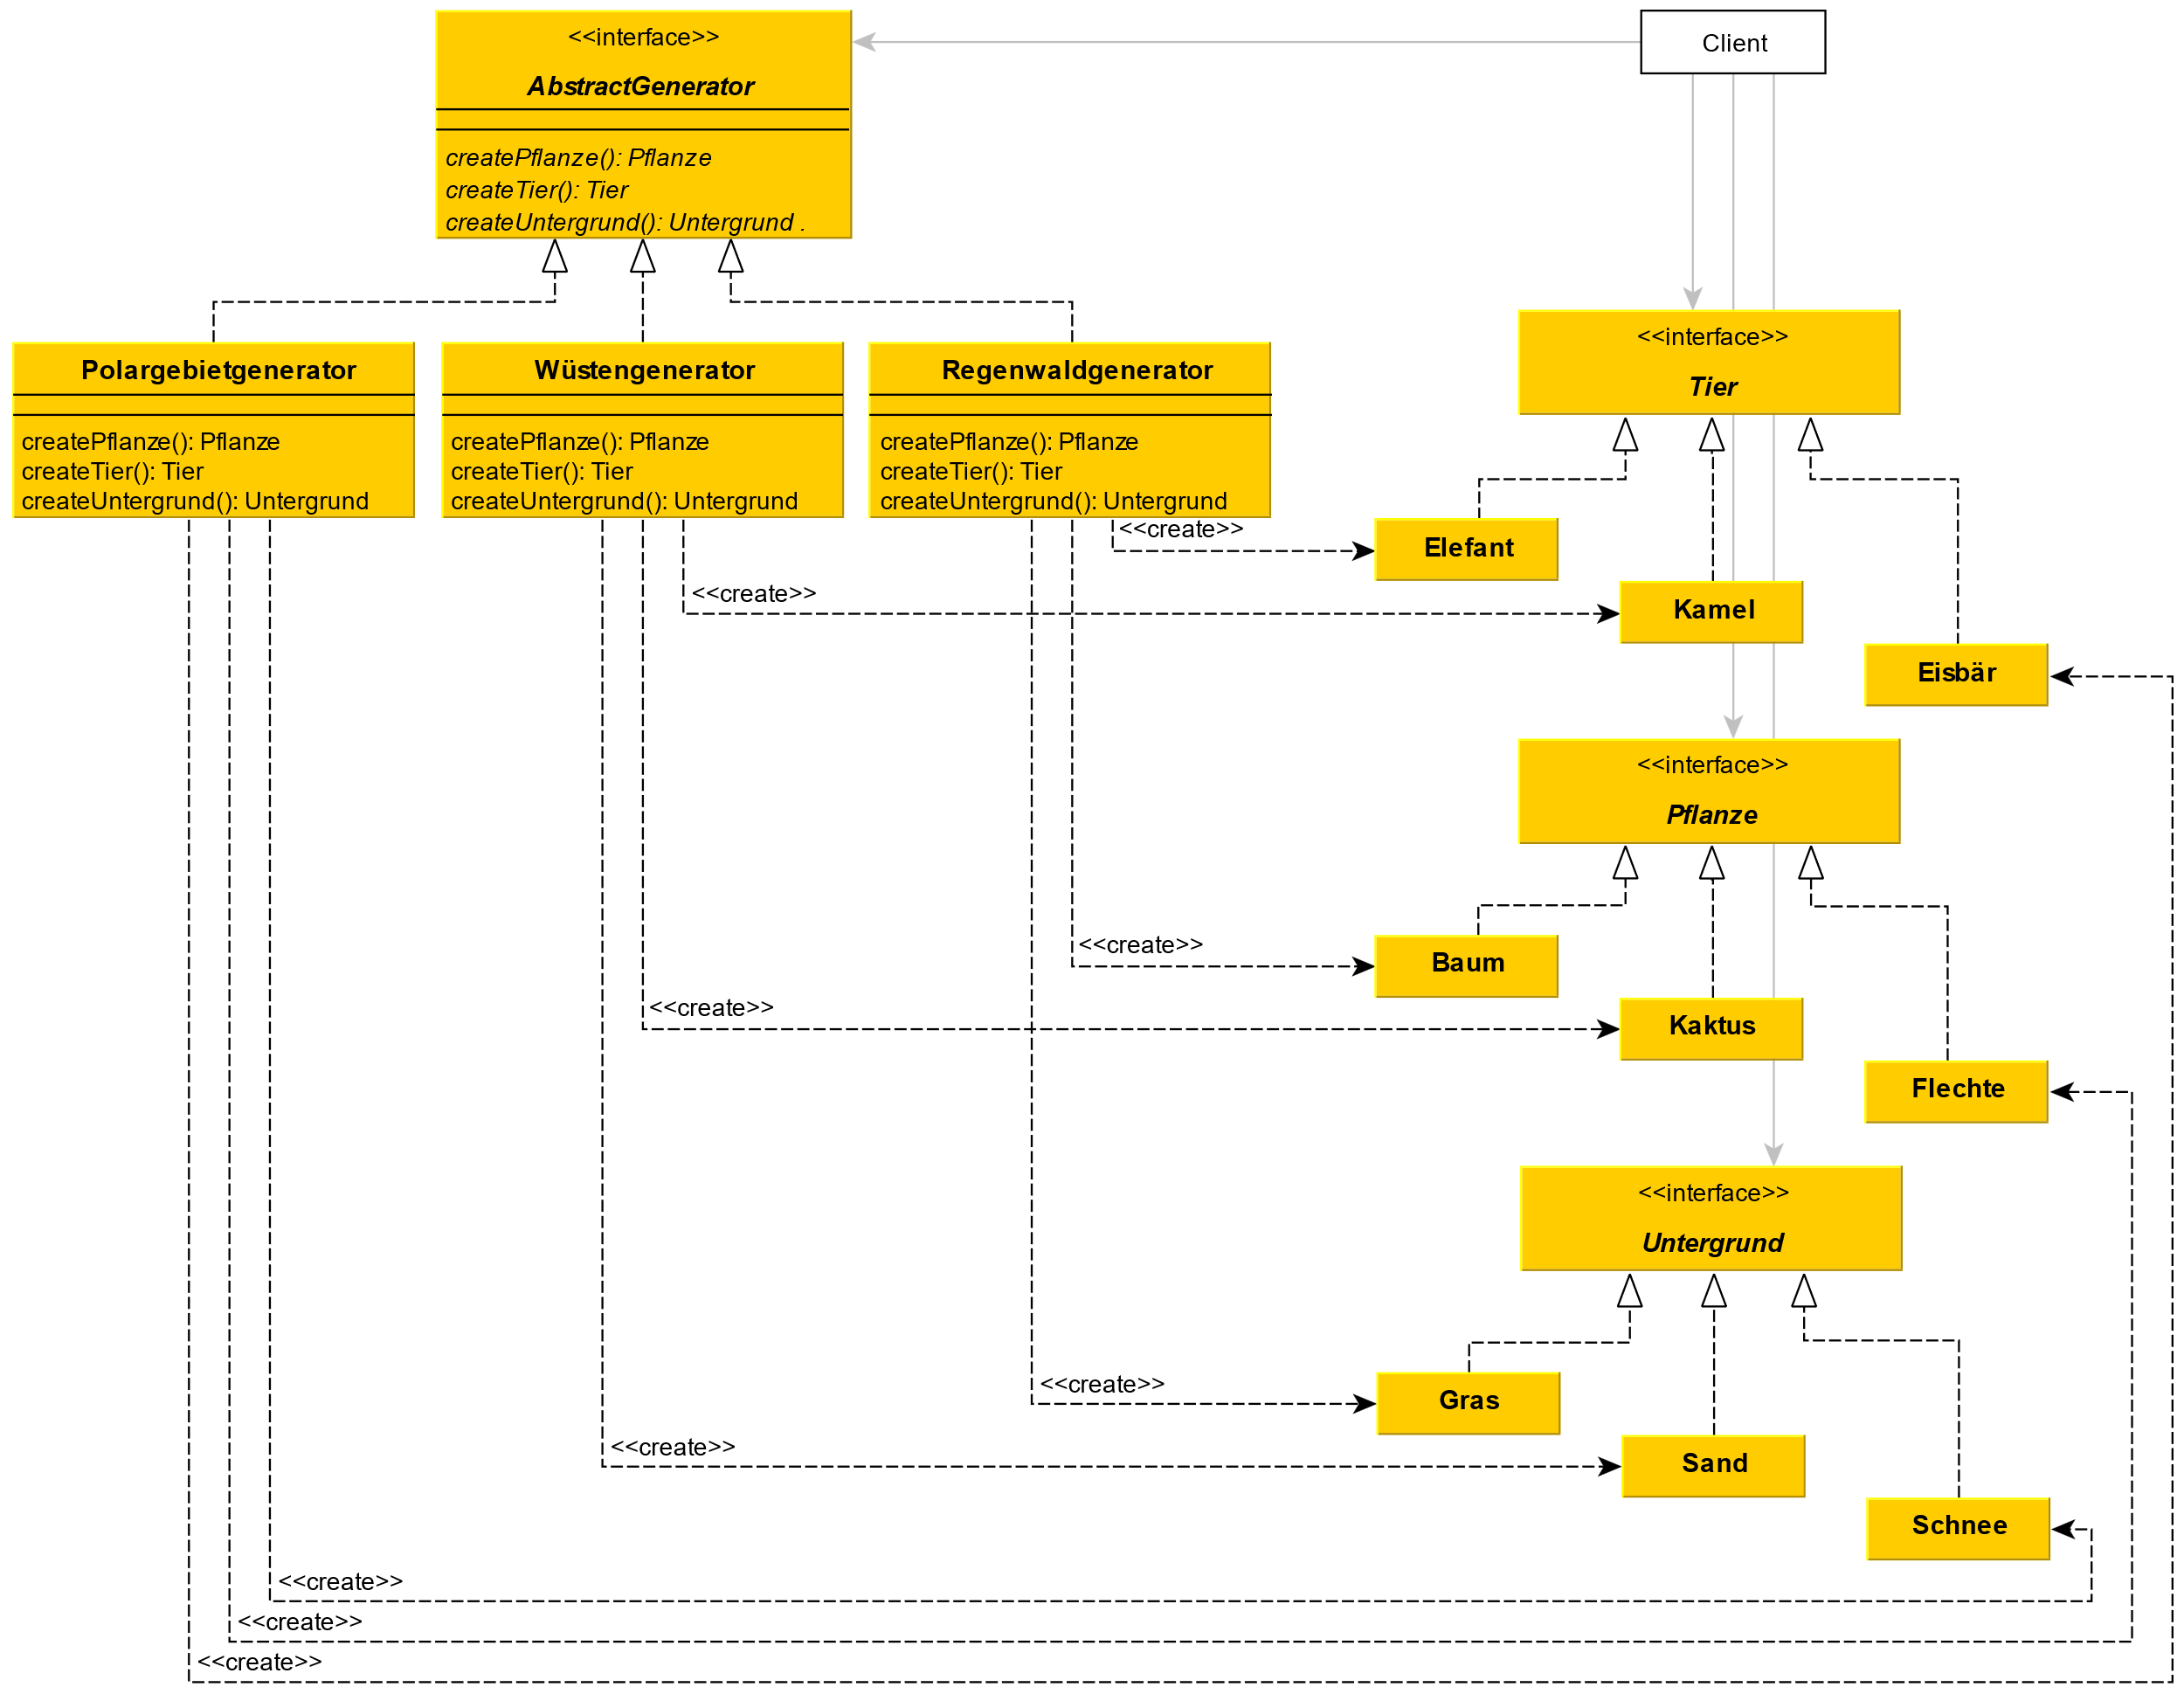 <<interface>>
AbstractGenerator
createPflanze(): Pflanze
createTier(): Tier
createUntergrund(): Untergrund .
Client
Polargebietgenerator
createPflanze(): Pflanze
createTier(): Tier
createUntergrund(): Untergrund
Wüstengenerator
createPflanze(): Pflanze
createTier(): Tier
createUntergrund(): Untergrund
Regenwaldgenerator
createPflanze(): Pflanze
createTier(): Tier
createUntergrund(): Untergrund
<<interface>>
Tier
<<create>>
Elefant
<<create>>
Kamel
Eisbär
<<interface>>
Pflanze
<<create>>
Baum
<<create>>
Kaktus
Flechte
<<interface>>
Untergrund
<<create>>
Gras
<<create>>
Sand
Schnee
<<create>>
<<create>>
<<create>>